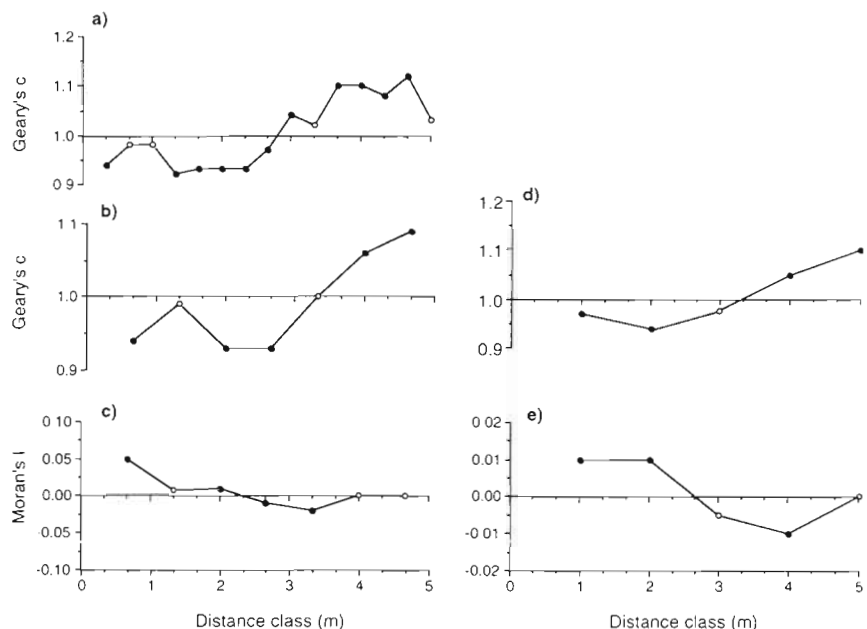 a)
1.2
1.1
1.0
0.9
Geary's c
b)
1.1
1.0
0.9
Geary's c
c)
0.10
0.05
0.00
-0.05
-0.10
Moran's I
0 1 2 3 4 5
Distance class (m)
d)
1.2
1.1
1.0
0.9
e)
0.02
0.01
0.00
-0.01
-0.02
0 1 2 3 4 5
Distance class (m)